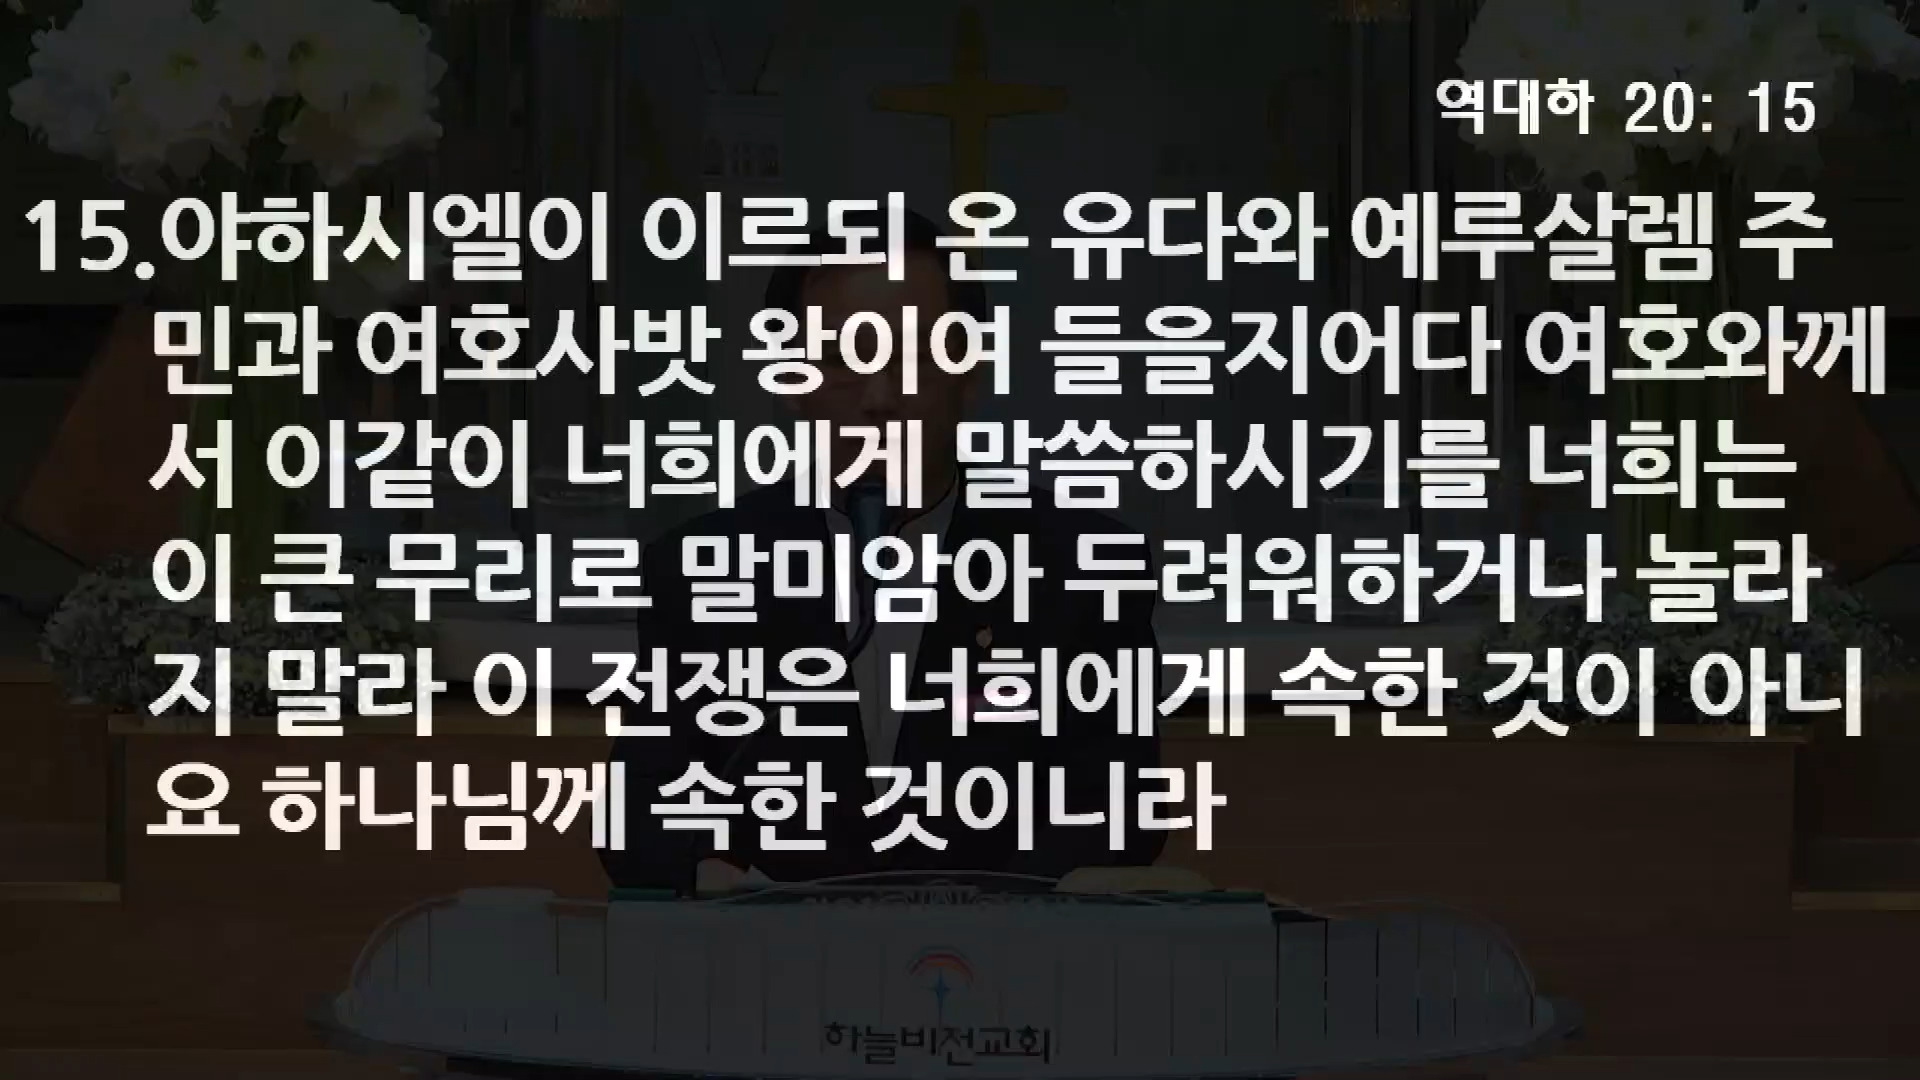 역대하 20: 15
15.야하시엘이 이르되 온 유다와 예루살렘 주
민과 여호사밧 왕이여 들을지어다 여호와께
서 이같이 너희에게 말씀하시기를 너희는
이 큰 무리로 말미암아 두려워하거나 놀라
지 말라 이 전쟁은 너희에게 속한 것이 아니
요 하나님께 속한 것이니라
하늘비전교회